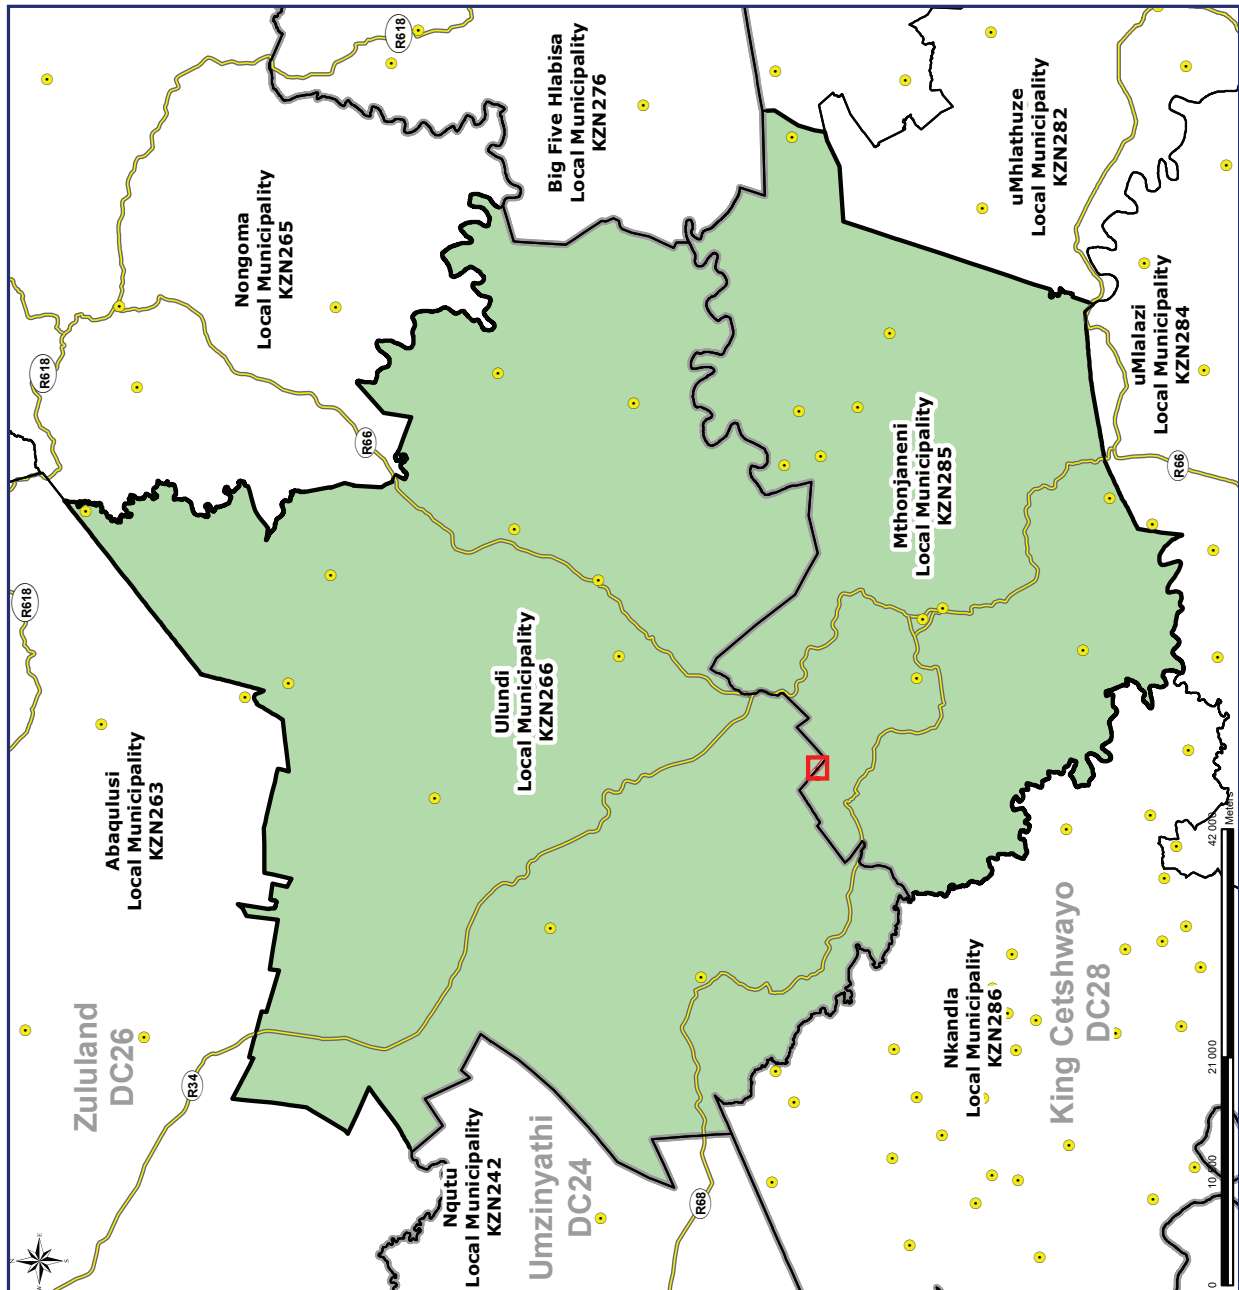 N
W
E
S
R618
R618
Zululand
DC26
Abaqulusi
Local Municipality
KZN263
R34
Nongoma
Local Municipality
KZN265
R66
R618
Nqutu
Local Municipality
KZN242
Ulundi
Local Municipality
KZN266
Umzinyathi
DC24
Big Five Hlabisa
Local Municipality
KZN276
R68
Mthonjaneni
Local Municipality
KZN285
Nkandla
Local Municipality
KZN286
uMhlathuze
Local Municipality
KZN282
King Cetshwayo
DC28
uMlalazi
Local Municipality
KZN284
R66
0 10 500 21 000 42 000
Meters